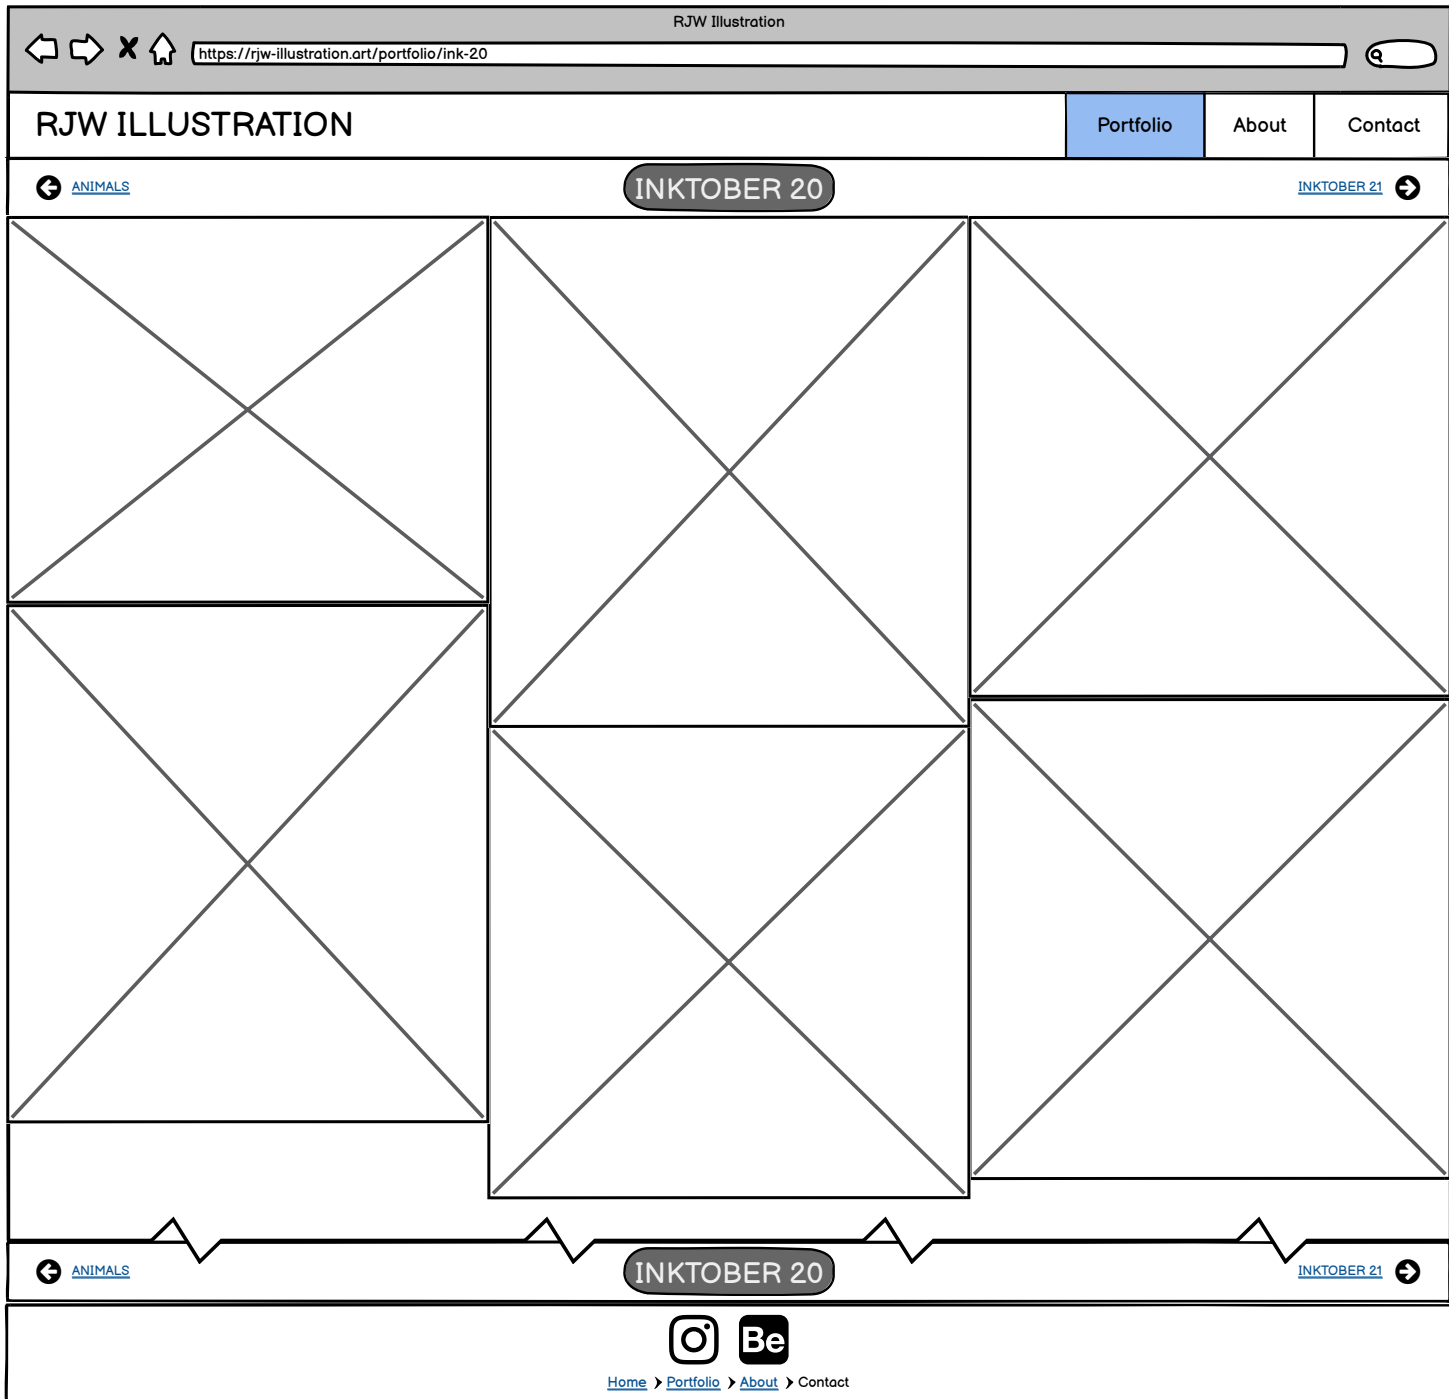 RJW Illustration
https://rjw-illustration.art/portfolio/ink-20
RJW ILLUSTRATION
Portfolio
About
Contact
ANIMALS
INKTOBER 20
INKTOBER 21
ANIMALS
INKTOBER 20
INKTOBER 21
Be
Home Portfolio About Contact